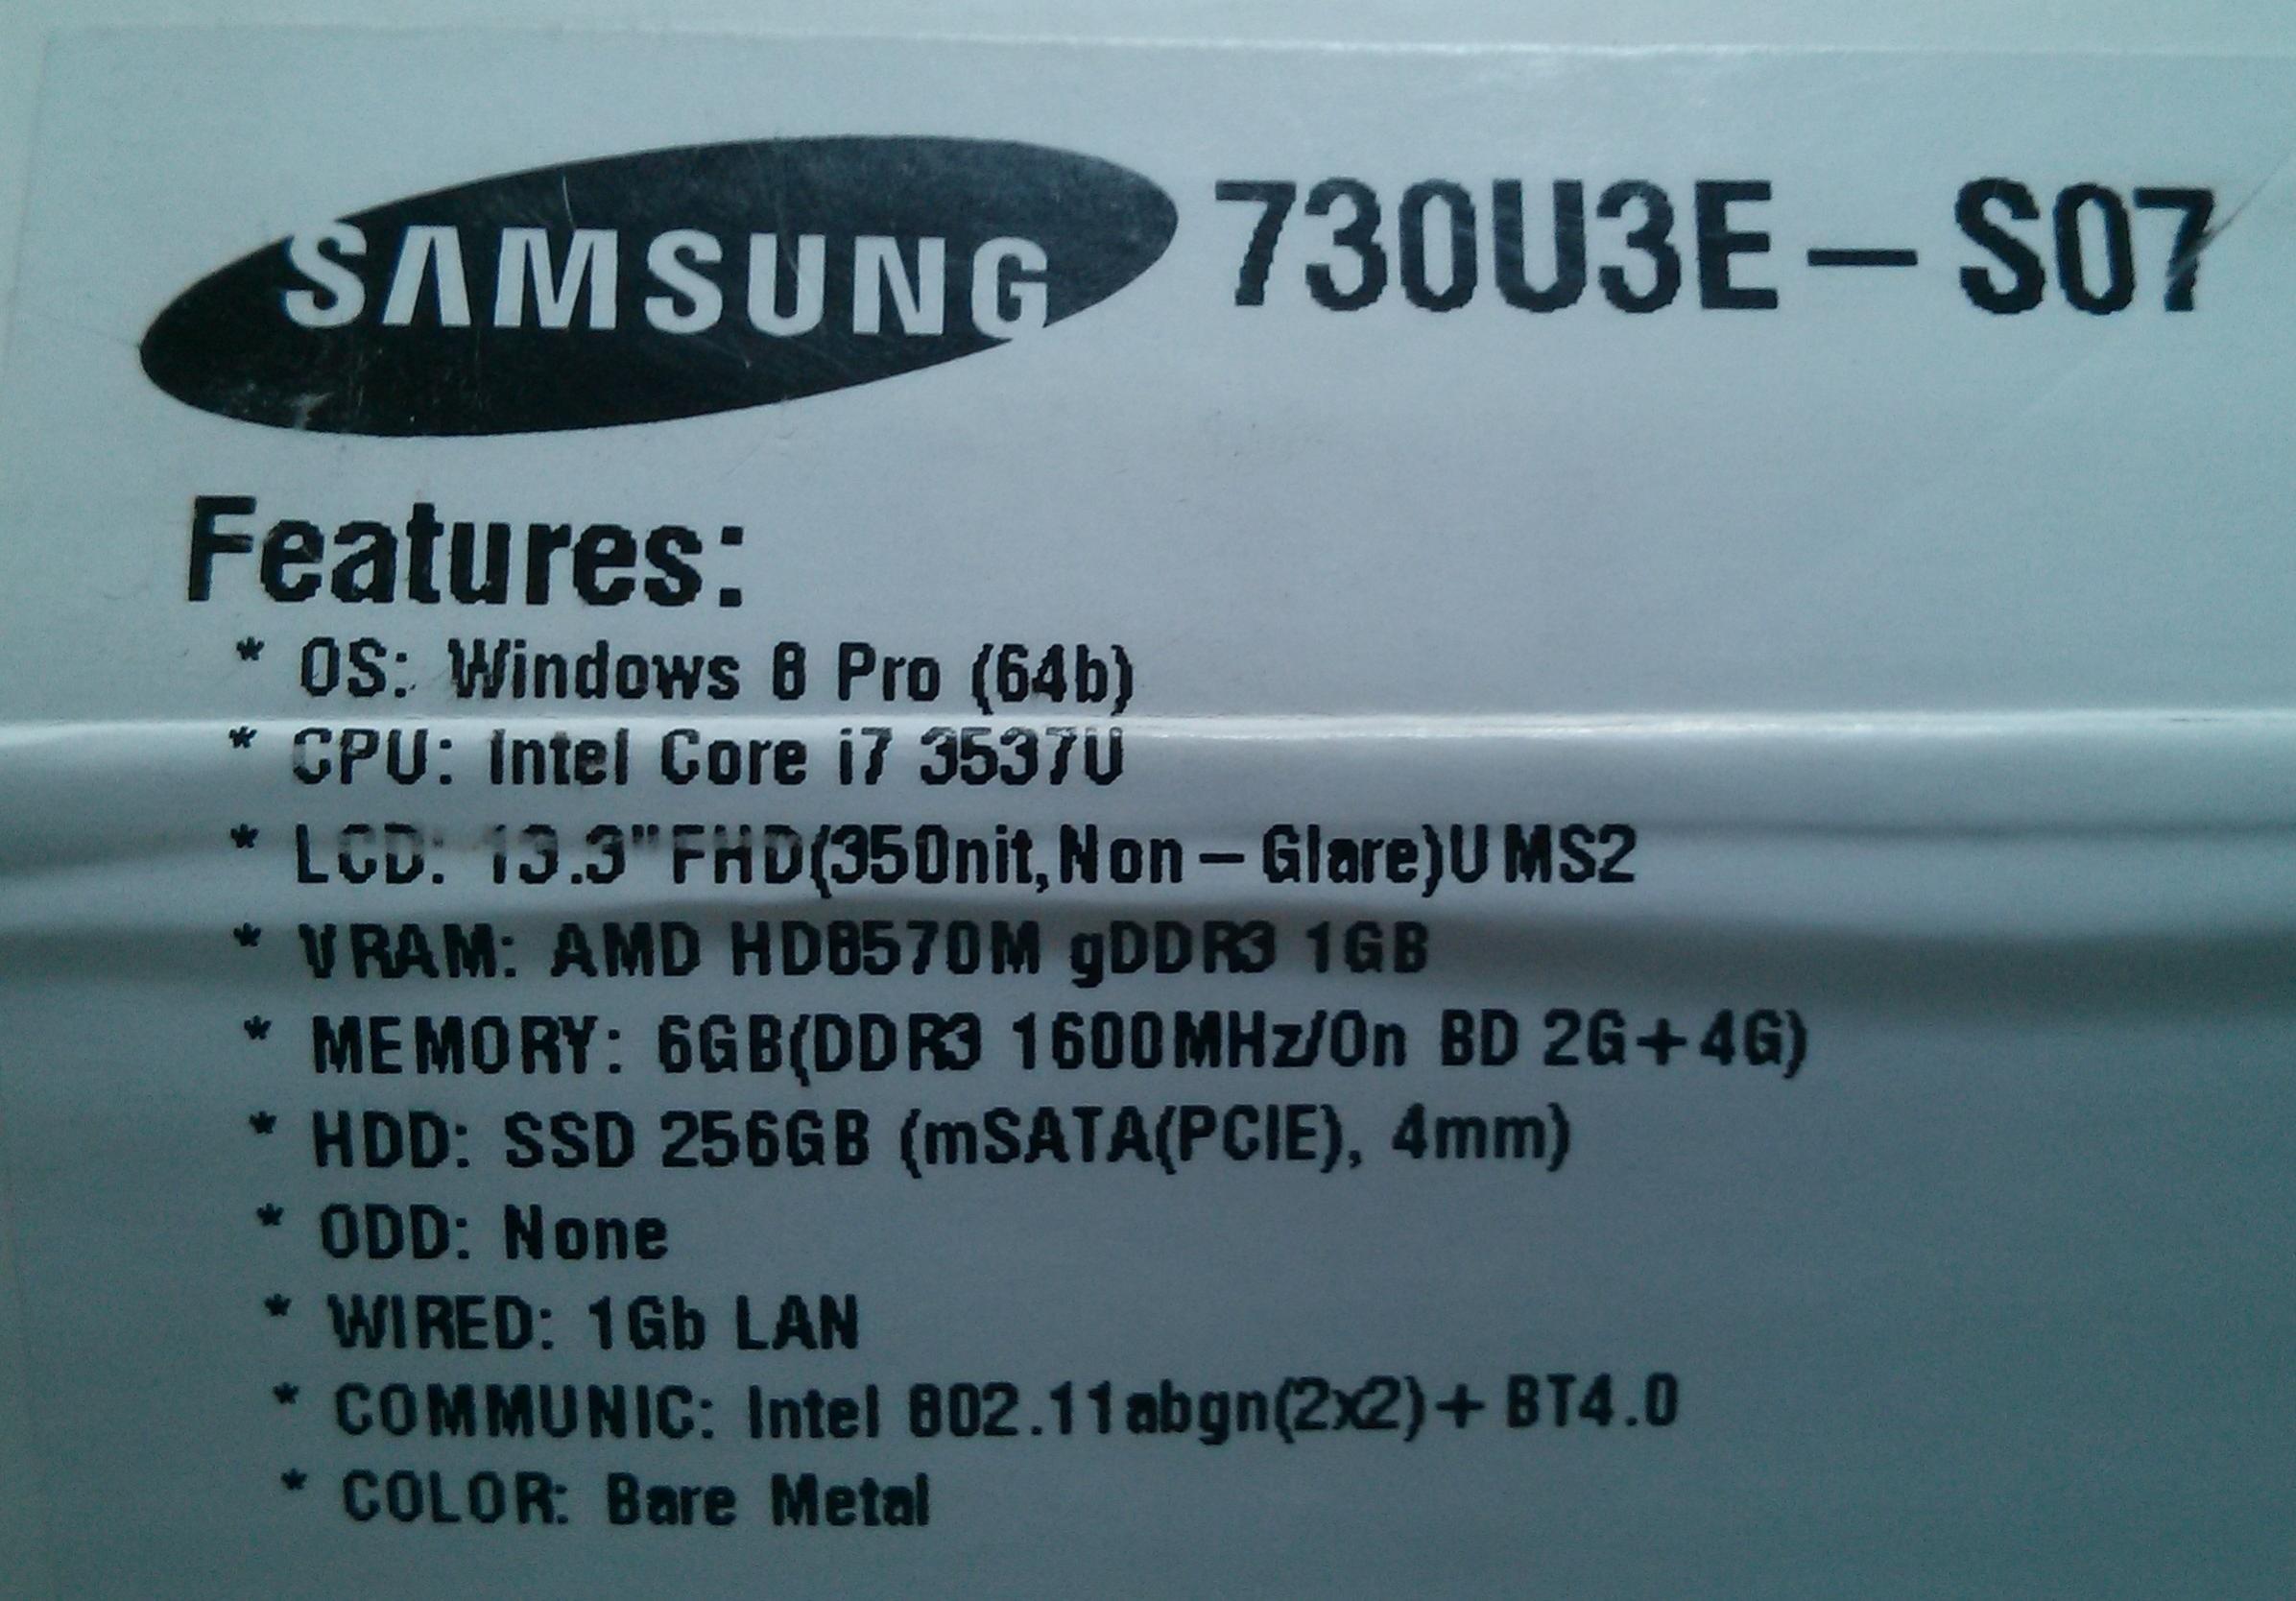 SAMSUNG 730U3E-S07
Features:
* OS: Windows 8 Pro (64b)
* CPU: Intel Core i7 3537U
* LCD: 13.3"FHD(350nit,Non-Glare)UMS2
* VRAM: AMD HD8570M gDDR3 1GB
* MEMORY: 6GB(DDR3 1600MHz/On BD 2G+4G)
* HDD: SSD 256GB (mSATA(PCIE), 4mm)
* ODD: None
* WIRED: 1Gb LAN
* COMMUNIC: Intel 802.11abgn(2x2)+ BT4.0
* COLOR: Bare Metal